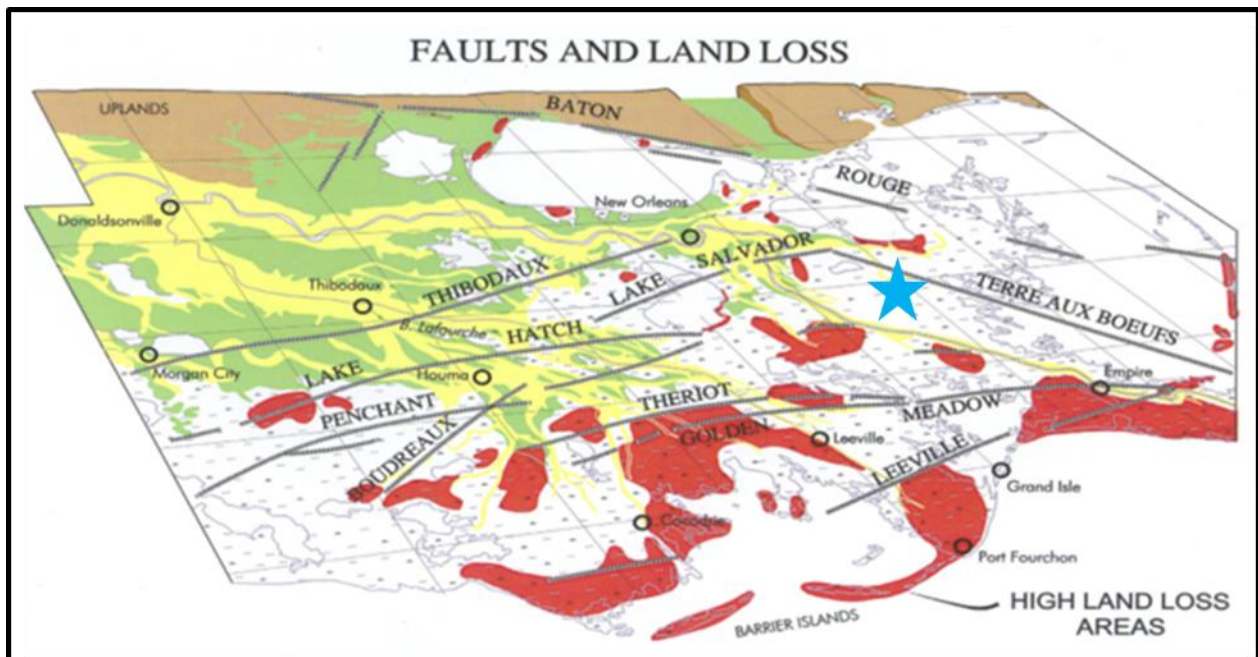 FAULTS AND LAND LOSS
UPLANDS
BATON
ROUGE
New Orleans
Donaldsonville
SALVADOR
LAKE
THIBODAUX
Thibodaux
TERRE AUX BOEUFS
B. Lafourche
HATCH
LAKE
Morgan City
Houma
Empire
PENCHANT
THERIOT
MEADOW
GOLDEN
BOUDREAUX
Leeville
LEEVILLE
Grand Isle
Cocodrie
Port Fourchon
HIGH LAND LOSS
AREAS
BARRIER ISLANDS